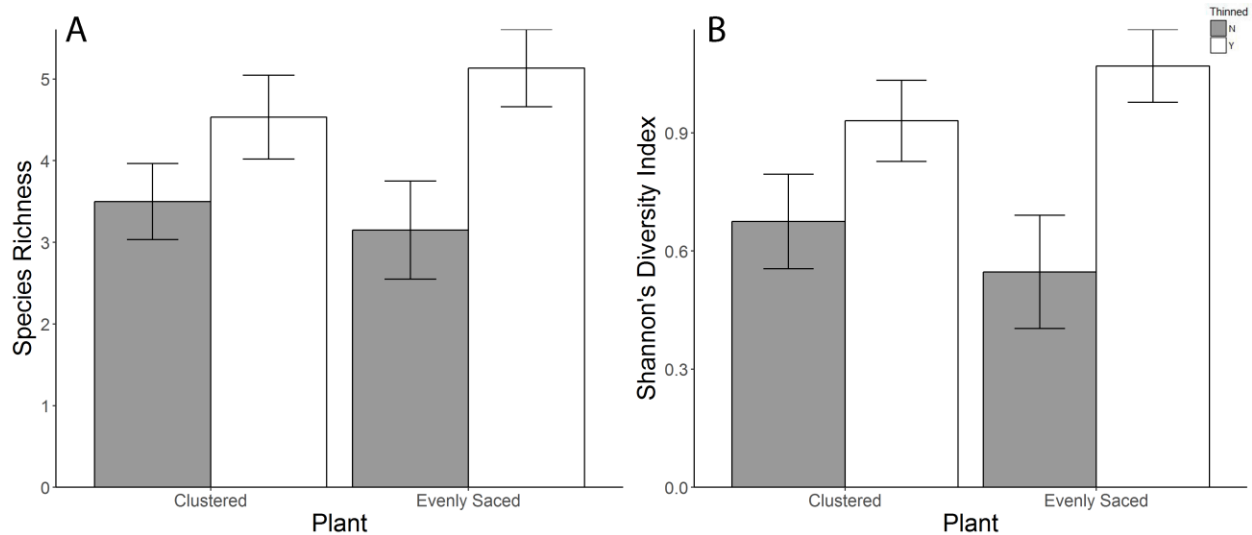 A
Species Richness
5
4
3
2
1
0
Clustered
Evenly Saced
Plant
B
Thinned
N
Y
Shannon's Diversity Index
0.9
0.6
0.3
0.0
Clustered
Evenly Saced
Plant